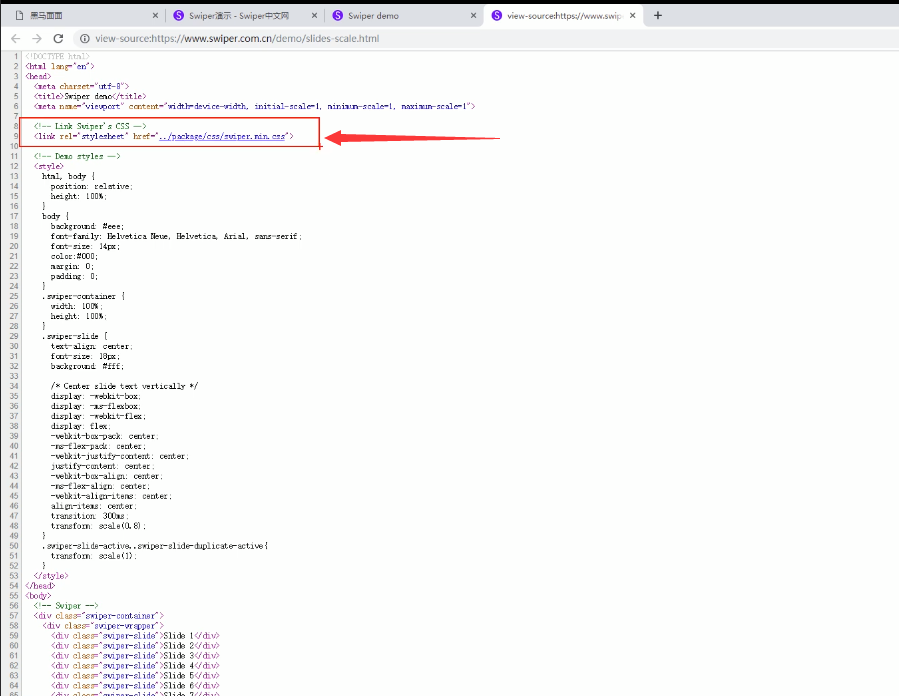 黑马面面
Swiper演示 - Swiper中文网
Swiper demo
view-source:https://www.swip
view-source:https://www.swiper.com.cn/demo/slides-scale.html
1 <!DOCTYPE html>
2 <html lang="en">
3 <head>
4 <meta charset="utf-8">
5 <title>Swiper demo</title>
6 <meta name="viewport" content="width=device-width, initial-scale=1, minimum-scale=1, maximum-scale=1">
7
8 <!-- Link Swiper's CSS -->
9 <link rel="stylesheet" href="../package/css/swiper.min.css">
10
11 <!-- Demo styles -->
12 <style>
13 html, body {
14 position: relative;
15 height: 100%;
16 }
17 body {
18 background: #eee;
19 font-family: Helvetica Neue, Helvetica, Arial, sans-serif;
20 font-size: 14px;
21 color:#000;
22 margin: 0;
23 padding: 0;
24 }
25 .swiper-container {
26 width: 100%;
27 height: 100%;
28 }
29 .swiper-slide {
30 text-align: center;
31 font-size: 18px;
32 background: #fff;
33
34 /* Center slide text vertically */
35 display: -webkit-box;
36 display: -ms-flexbox;
37 display: -webkit-flex;
38 display: flex;
39 -webkit-box-pack: center;
40 -ms-flex-pack: center;
41 -webkit-justify-content: center;
42 justify-content: center;
43 -webkit-box-align: center;
44 -ms-flex-align: center;
45 -webkit-align-items: center;
46 align-items: center;
47 transition: 300ms;
48 transform: scale(0.8);
49 }
50 .swiper-slide-active,.swiper-slide-duplicate-active{
51 transform: scale(1);
52 }
53 </style>
54 </head>
55 <body>
56 <!-- Swiper -->
57 <div class="swiper-container">
58 <div class="swiper-wrapper">
59 <div class="swiper-slide">Slide 1</div>
60 <div class="swiper-slide">Slide 2</div>
61 <div class="swiper-slide">Slide 3</div>
62 <div class="swiper-slide">Slide 4</div>
63 <div class="swiper-slide">Slide 5</div>
64 <div class="swiper-slide">Slide 6</div>
65 <div class="swiper-slide">Slide 7</div>